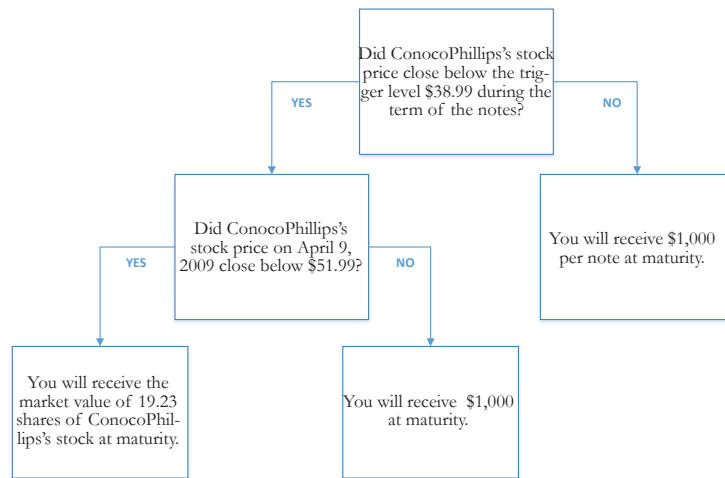 Did ConocoPhillips's stock
price close below the trig-
ger level $38.99 during the
term of the notes?
YES
NO
Did ConocoPhillips's
stock price on April 9,
2009 close below $51.99?
You will receive $1,000
per note at maturity.
YES
NO
You will receive the
market value of 19.23
shares of ConocoPhil-
lips's stock at maturity.
You will receive $1,000
at maturity.